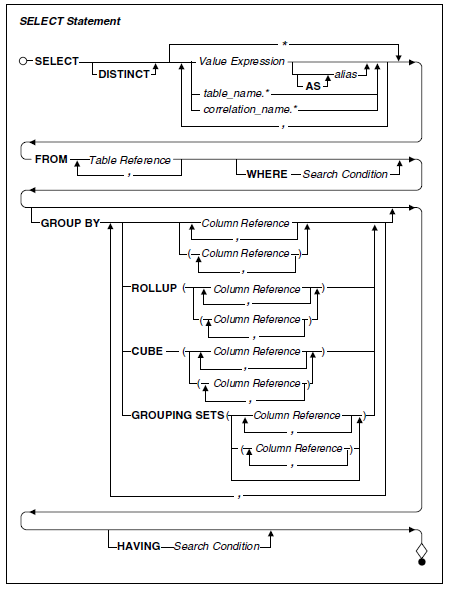 SELECT Statement
*
SELECT Value Expression
DISTINCT alias
AS
table_name.*
correlation_name.*
,
FROM Table Reference WHERE Search Condition
,
GROUP BY Column Reference
,
( Column Reference )
,
ROLLUP ( Column Reference )
,
( Column Reference )
,
CUBE ( Column Reference )
,
( Column Reference )
,
GROUPING SETS ( Column Reference )
,
( Column Reference )
,
,
HAVING Search Condition